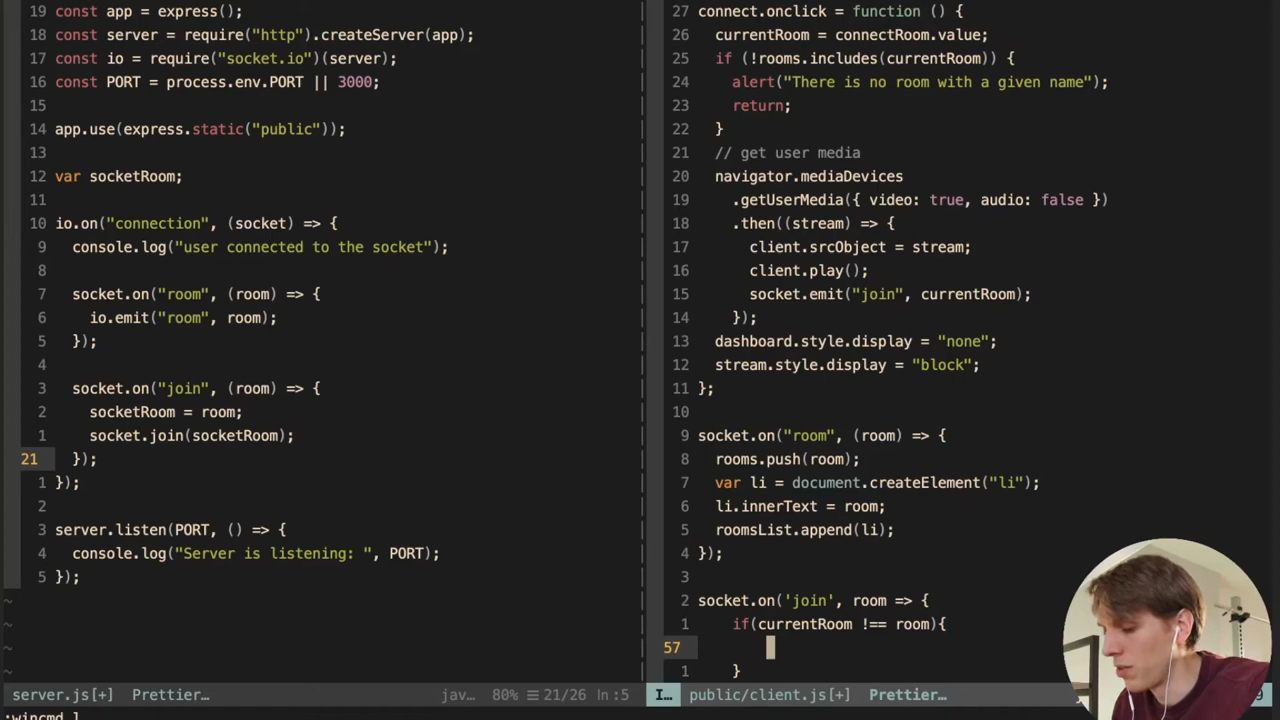 19 const app = express();
18 const server = require("http").createServer(app);
17 const io = require("socket.io")(server);
16 const PORT = process.env.PORT || 3000;
15
14 app.use(express.static("public"));
13
12 var socketRoom;
11
10 io.on("connection", (socket) => {
9 console.log("user connected to the socket");
8
7 socket.on("room", (room) => {
6 io.emit("room", room);
5 });
4
3 socket.on("join", (room) => {
2 socketRoom = room;
1 socket.join(socketRoom);
21 });
1 });
2
3 server.listen(PORT, () => {
4 console.log("Server is listening: ", PORT);
5 });
~
~
~
~
server.js[+] Prettier… jav… 80% ☰ 21/26 ㏑:5
:wincmd l
27 connect.onclick = function () {
26 currentRoom = connectRoom.value;
25 if (!rooms.includes(currentRoom)) {
24 alert("There is no room with a given name");
23 return;
22 }
21 // get user media
20 navigator.mediaDevices
19 .getUserMedia({ video: true, audio: false })
18 .then((stream) => {
17 client.srcObject = stream;
16 client.play();
15 socket.emit("join", currentRoom);
14 });
13 dashboard.style.display = "none";
12 stream.style.display = "block";
11 };
10
9 socket.on("room", (room) => {
8 rooms.push(room);
7 var li = document.createElement("li");
6 li.innerText = room;
5 roomsList.append(li);
4 });
3
2 socket.on('join', room => {
1 if(currentRoom !== room){
57
1 }
I… public/client.js[+] Prettier…